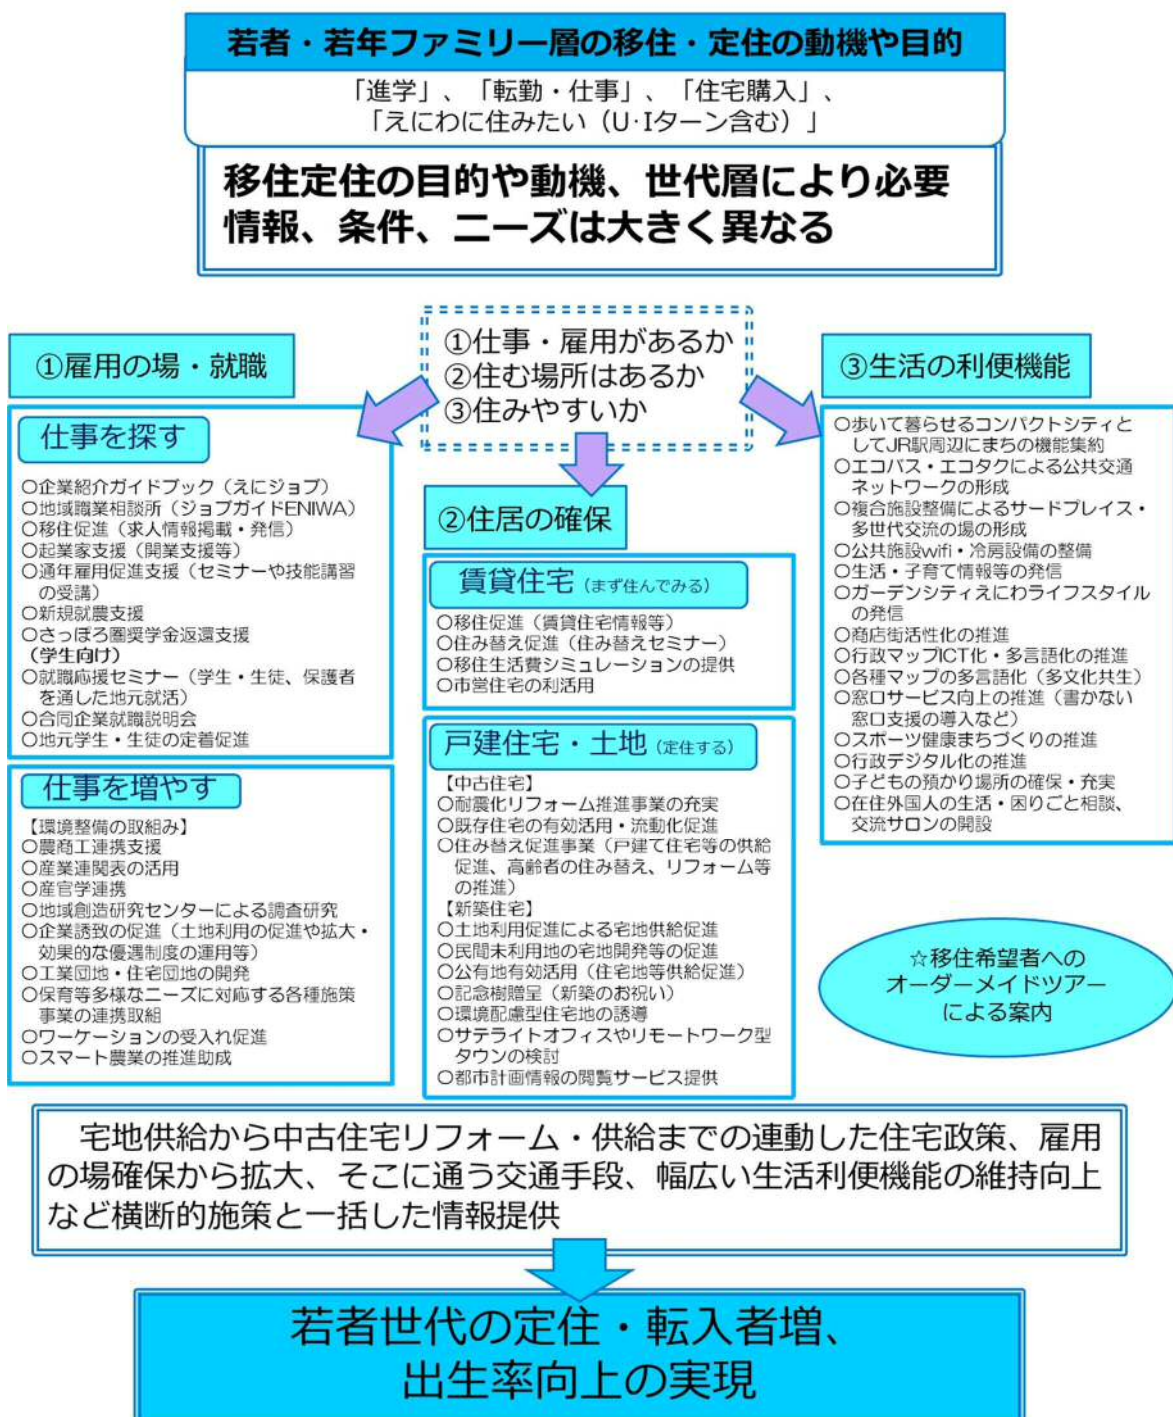 若者・若年ファミリー層の移住・定住の動機や目的
「進学」、「転勤・仕事」、「住宅購入」、
「えにわに住みたい（U･Iターン含む）」
移住定住の目的や動機、世代層により必要
情報、条件、ニーズは大きく異なる
①仕事・雇用があるか
②住む場所はあるか
③住みやすいか
①雇用の場・就職
仕事を探す
○企業紹介ガイドブック（えにジョブ）
○地域職業相談所（ジョブガイドENIWA）
○移住促進（求人情報掲載・発信）
○起業家支援（開業支援等）
○通年雇用促進支援（セミナーや技能講習
の受講）
○新規就農支援
○さっぽろ圏奨学金返還支援
（学生向け）
○就職応援セミナー（学生・生徒、保護者
を通した地元就活）
○合同企業就職説明会
○地元学生・生徒の定着促進
仕事を増やす
【環境整備の取組み】
○農商工連携支援
○産業連関表の活用
○産官学連携
○地域創造研究センターによる調査研究
○企業誘致の促進（土地利用の促進や拡大・
効果的な優遇制度の運用等）
○工業団地・住宅団地の開発
○保育等多様なニーズに対応する各種施策
事業の連携取組
○ワーケーションの受入れ促進
○スマート農業の推進助成
②住居の確保
賃貸住宅（まず住んでみる）
○移住促進（賃貸住宅情報等）
○住み替え促進（住み替えセミナー）
○移住生活費シミュレーションの提供
○市営住宅の利活用
戸建住宅・土地（定住する）
【中古住宅】
○耐震化リフォーム推進事業の充実
○既存住宅の有効活用・流動化促進
○住み替え促進事業（戸建て住宅等の供給
促進、高齢者の住み替え、リフォーム等
の推進）
【新築住宅】
○土地利用促進による宅地供給促進
○民間未利用地の宅地開発等の促進
○公有地有効活用（住宅地等供給促進）
○記念樹贈呈（新築のお祝い）
○環境配慮型住宅地の誘導
○サテライトオフィスやリモートワーク型
タウンの検討
○都市計画情報の閲覧サービス提供
③生活の利便機能
○歩いて暮らせるコンパクトシティと
してJR駅周辺にまちの機能集約
○エコバス・エコタクによる公共交通
ネットワークの形成
○複合施設整備によるサードプレイス・
多世代交流の場の形成
○公共施設wifi・冷房設備の整備
○生活・子育て情報等の発信
○ガーデンシティえにわライフスタイル
の発信
○商店街活性化の推進
○行政マップICT化・多言語化の推進
○各種マップの多言語化（多文化共生）
○窓口サービス向上の推進（書かない
窓口支援の導入など）
○スポーツ健康まちづくりの推進
○行政デジタル化の推進
○子どもの預かり場所の確保・充実
○在住外国人の生活・困りごと相談、
交流サロンの開設
☆移住希望者への
オーダーメイドツアー
による案内
宅地供給から中古住宅リフォーム・供給までの連動した住宅政策、雇用
の場確保から拡大、そこに通う交通手段、幅広い生活利便機能の維持向上
など横断的施策と一括した情報提供
若者世代の定住・転入者増、
出生率向上の実現